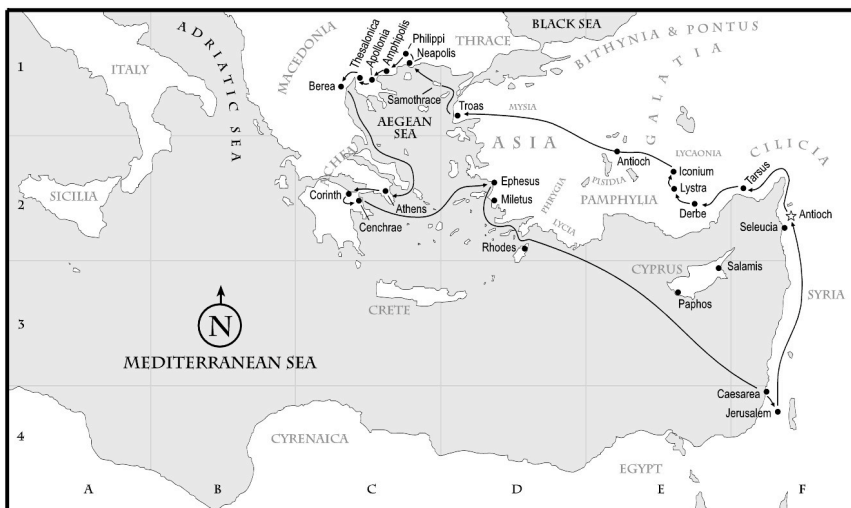 BLACK SEA
ADRIATIC SEA
MACEDONIA
Thessalonica
Apollonia
Amphipolis
Philippi
Neapolis
THRACE
BITHYNIA & PONTUS
GALATIA
1
ITALY
Berea
Samothrace
Troas
MYSIA
AEGEAN
SEA
ASIA
Antioch
LYCAONIA
CILICIA
Iconium
Tarsus
PISIDIA
Lystra
SICILIA
2
Corinth
Athens
Cenchrae
Ephesus
Miletus
PHRYGIA
PAMPHYLIA
Derbe
Antioch
Seleucia
LYCIA
Rhodes
CYPRUS
Salamis
SYRIA
Paphos
CRETE
3
N
MEDITERRANEAN SEA
Caesarea
Jerusalem
4
CYRENAICA
EGYPT
A
B
C
D
E
F